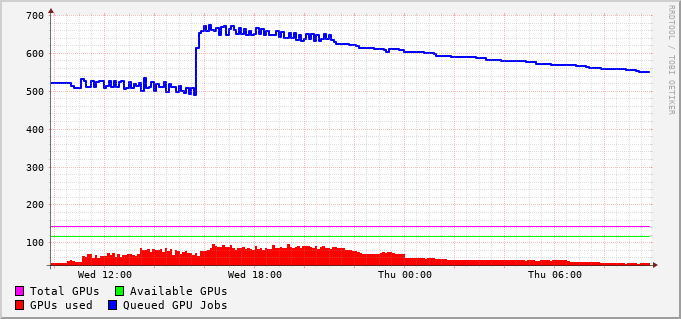 700
600
500
400
300
200
100
Wed 12:00 Wed 18:00 Thu 00:00 Thu 06:00
Total GPUs Available GPUs
GPUs used Queued GPU Jobs
RRDTOOL / TOBI OETIKER